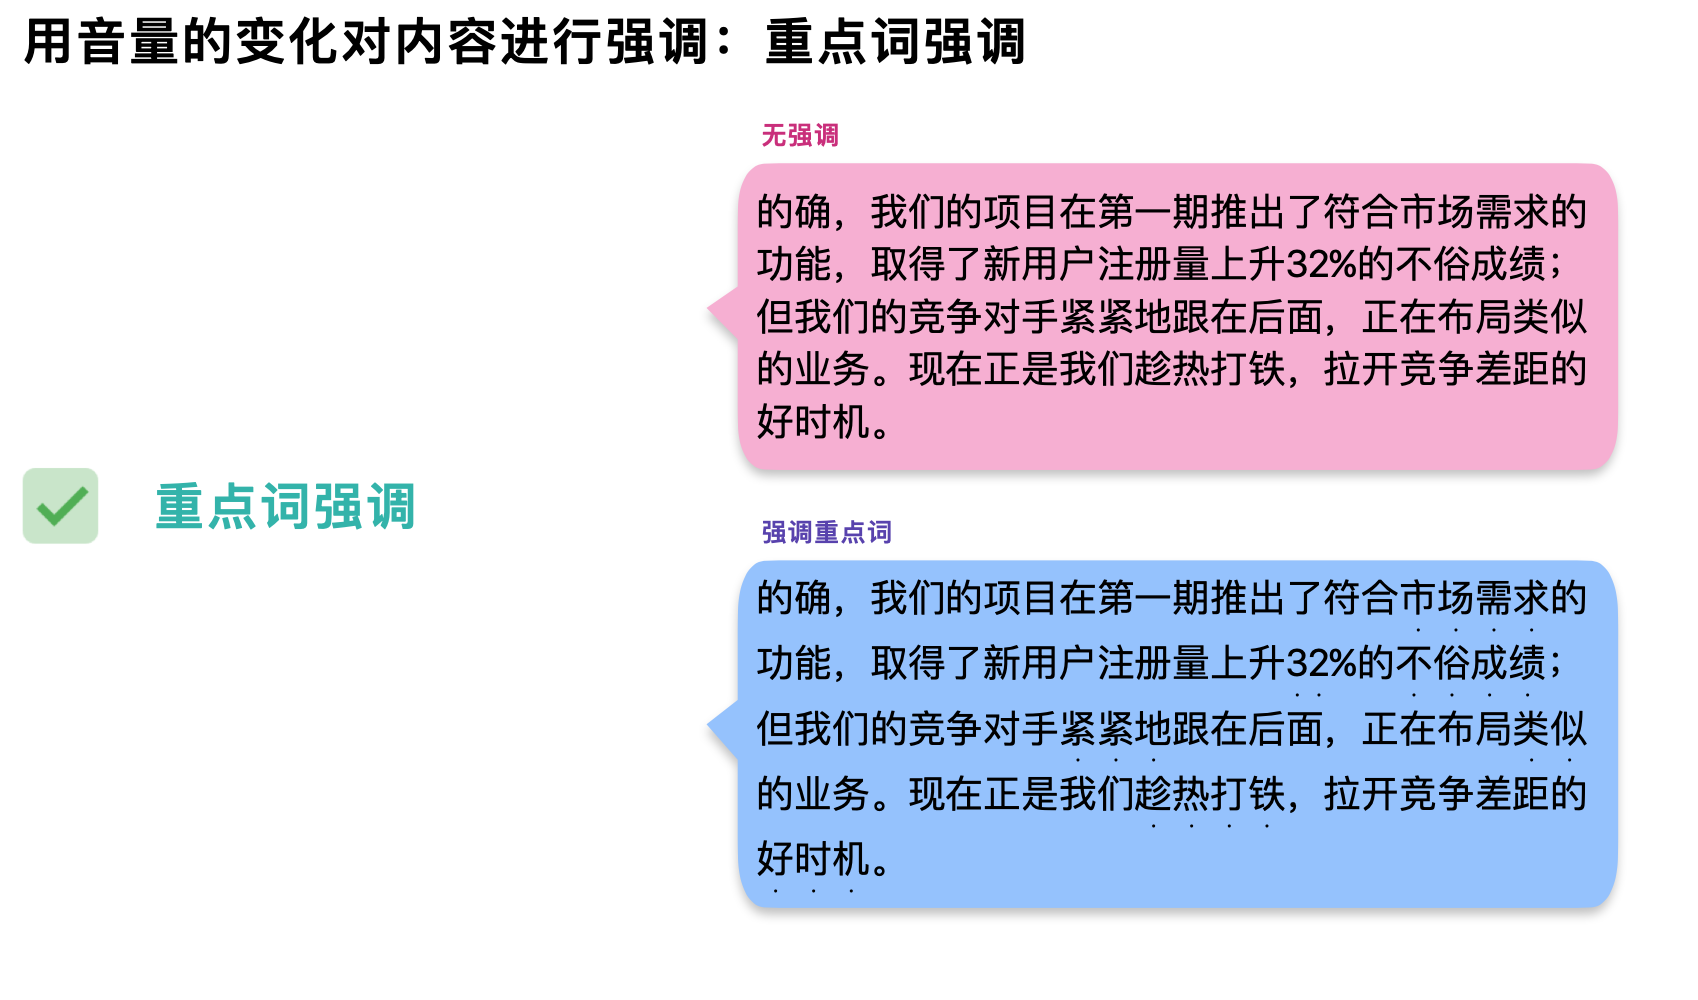 用音量的变化对内容进行强调：重点词强调
无强调
的确，我们的项目在第一期推出了符合市场需求的
功能，取得了新用户注册量上升32%的不俗成绩；
但我们的竞争对手紧紧地跟在后面，正在布局类似
的业务。现在正是我们趁热打铁，拉开竞争差距的
好时机。
重点词强调
强调重点词
的确，我们的项目在第一期推出了符合市场需求的
功能，取得了新用户注册量上升32%的不俗成绩；
但我们的竞争对手紧紧地跟在后面，正在布局类似
的业务。现在正是我们趁热打铁，拉开竞争差距的
好时机。